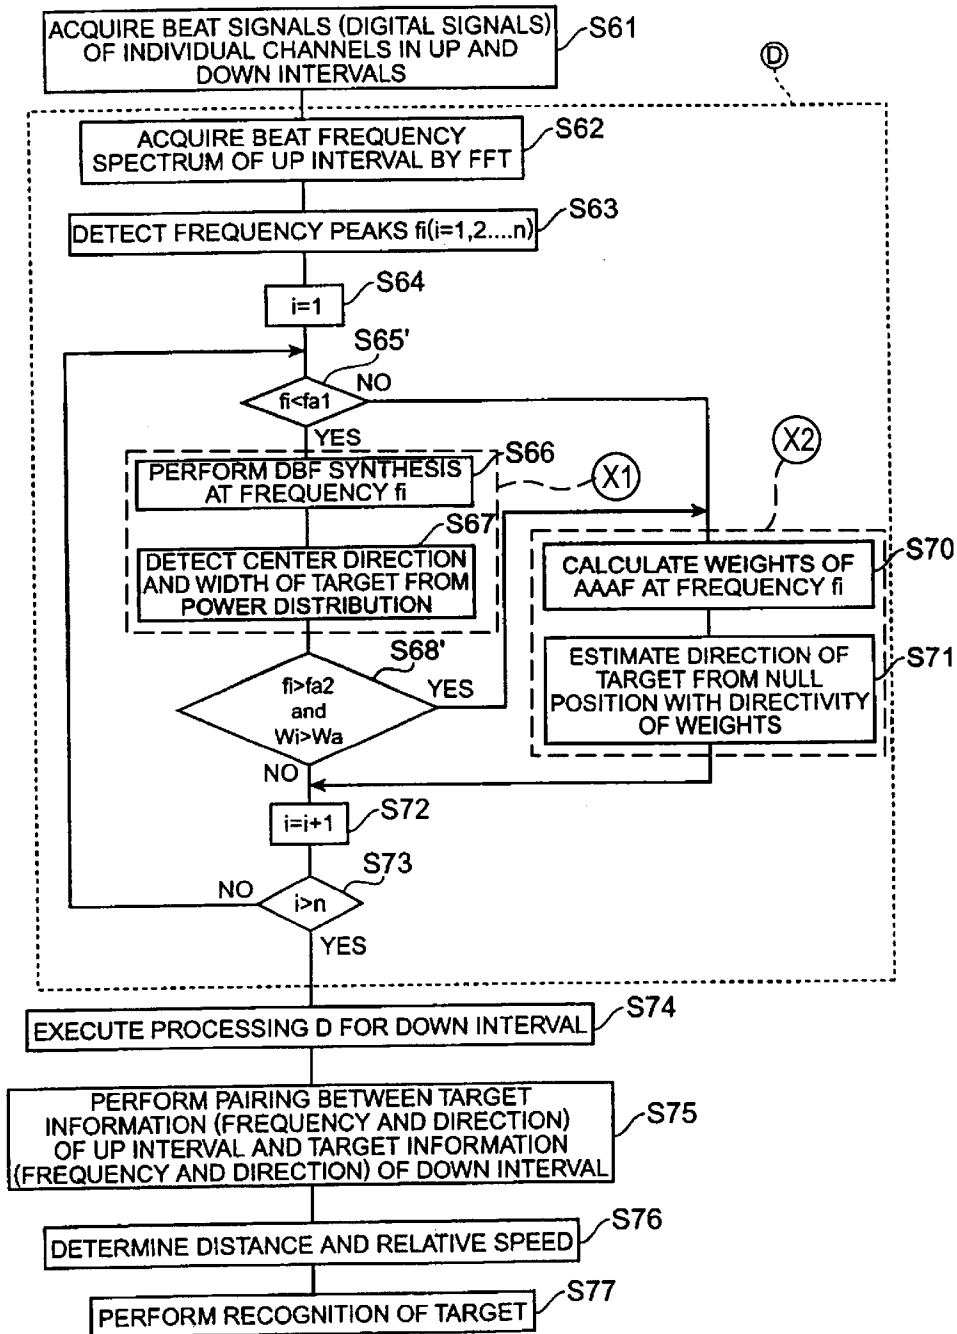 ACQUIRE BEAT SIGNALS (DIGITAL SIGNALS)
OF INDIVIDUAL CHANNELS IN UP AND
DOWN INTERVALS
S61
D
ACQUIRE BEAT FREQUENCY
SPECTRUM OF UP INTERVAL BY FFT
S62
DETECT FREQUENCY PEAKS fi(i=1,2....n)
S63
i=1
S64
S65'
fi<fa1
NO
YES
PERFORM DBF SYNTHESIS
AT FREQUENCY fi
S66
X1
X2
S67
DETECT CENTER DIRECTION
AND WIDTH OF TARGET FROM
POWER DISTRIBUTION
CALCULATE WEIGHTS OF
AAAF AT FREQUENCY fi
S70
ESTIMATE DIRECTION OF
TARGET FROM NULL
POSITION WITH DIRECTIVITY
OF WEIGHTS
S71
S68'
fi>fa2
and
Wi>Wa
YES
NO
i=i+1
S72
S73
i>n
NO
YES
EXECUTE PROCESSING D FOR DOWN INTERVAL
S74
PERFORM PAIRING BETWEEN TARGET
INFORMATION (FREQUENCY AND DIRECTION)
OF UP INTERVAL AND TARGET INFORMATION
(FREQUENCY AND DIRECTION) OF DOWN INTERVAL
S75
DETERMINE DISTANCE AND RELATIVE SPEED
S76
PERFORM RECOGNITION OF TARGET
S77